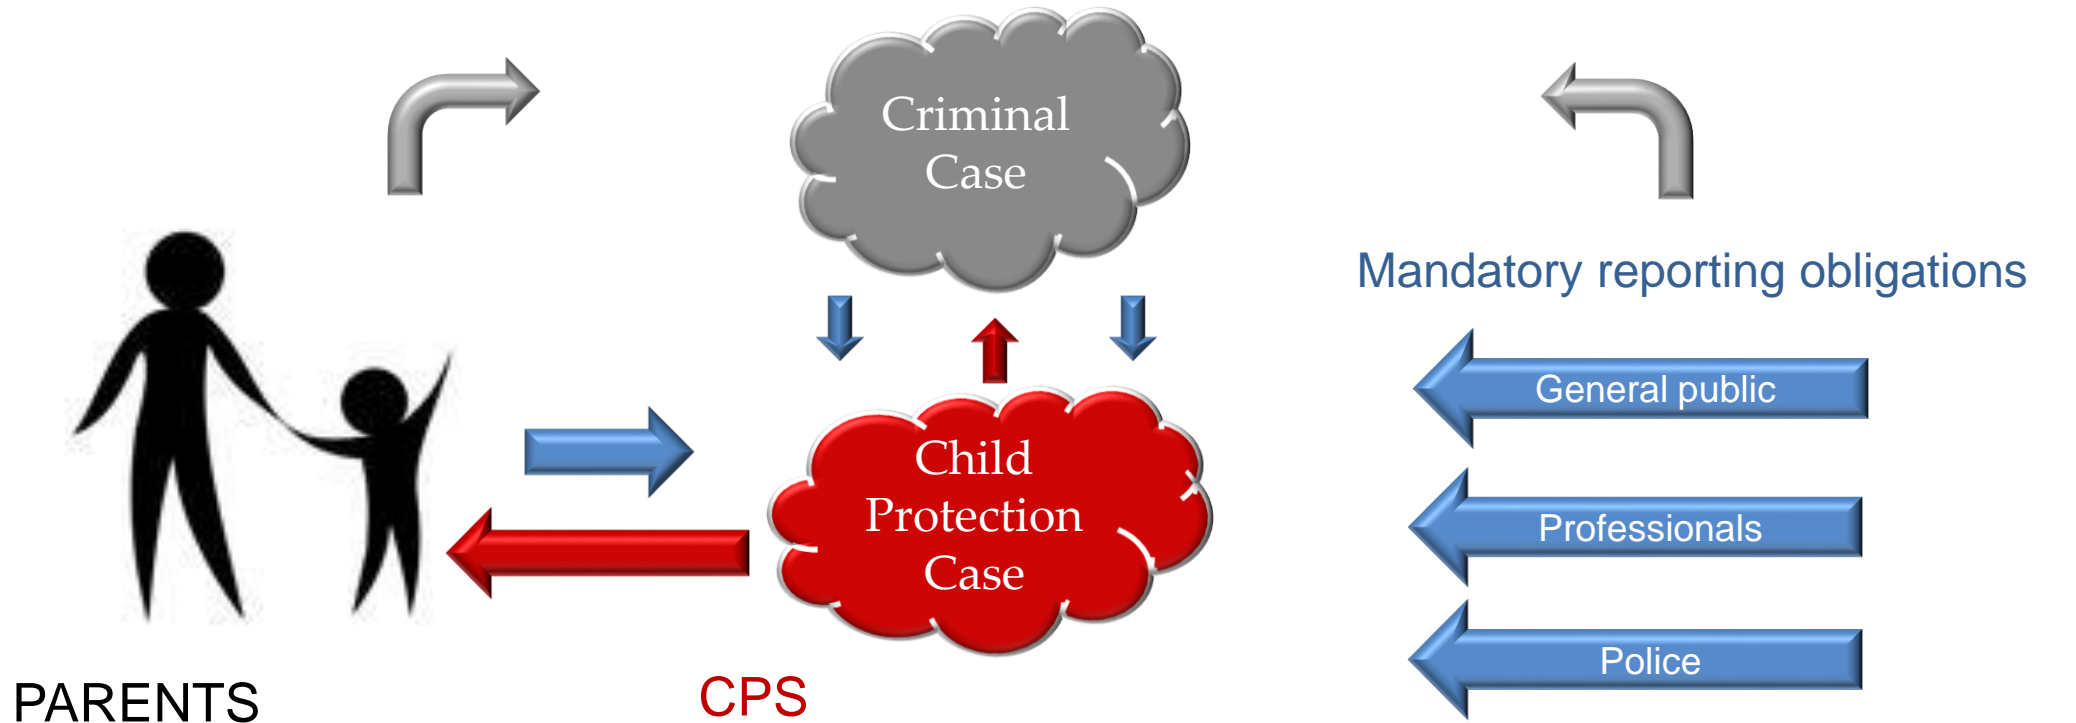 Criminal
Case
Mandatory reporting obligations
General public
Child
Protection
Case
Professionals
Police
PARENTS
CPS